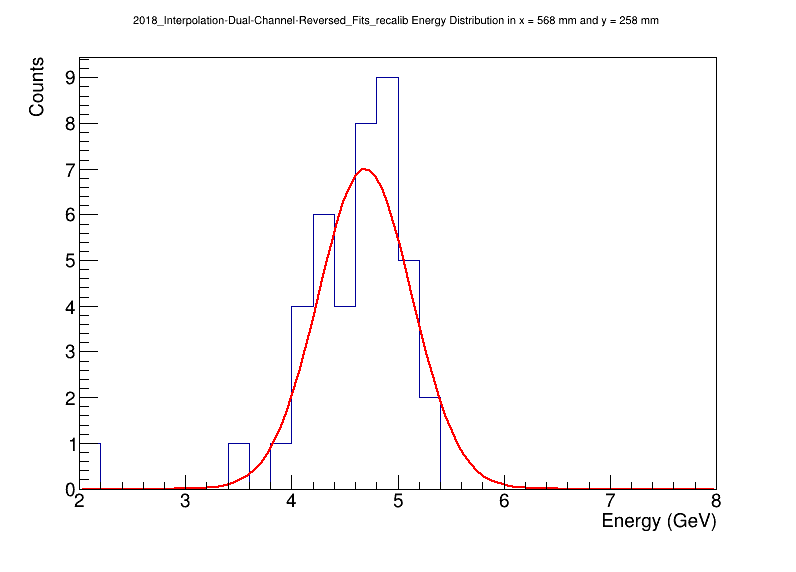 2018_Interpolation-Dual-Channel-Reversed_Fits_recalib Energy Distribution in x = 568 mm and y = 258 mm
Counts
9
8
7
6
5
4
3
2
1
0
2 3 4 5 6 7 8
Energy (GeV)